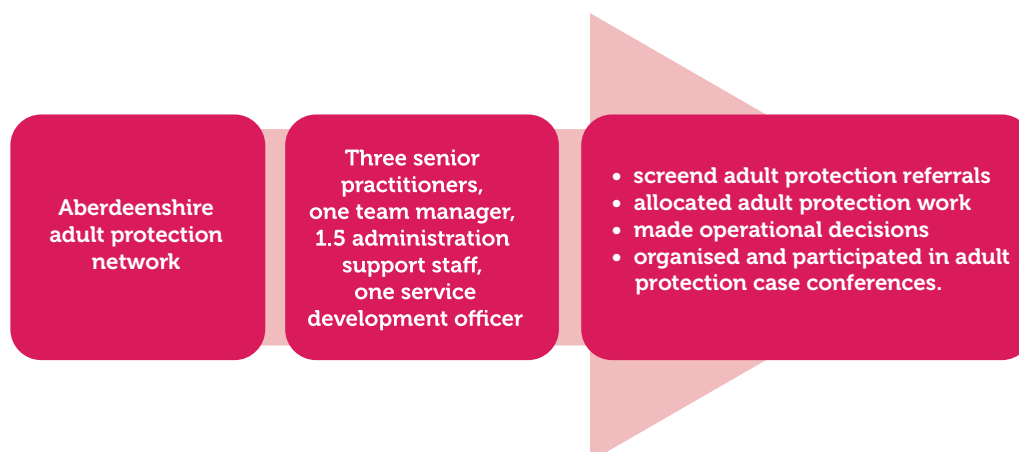 Aberdeenshire
adult protection
network
Three senior
practitioners,
one team manager,
1.5 administration
support staff,
one service
development officer
• screend adult protection referrals
• allocated adult protection work
• made operational decisions
• organised and participated in adult
protection case conferences.